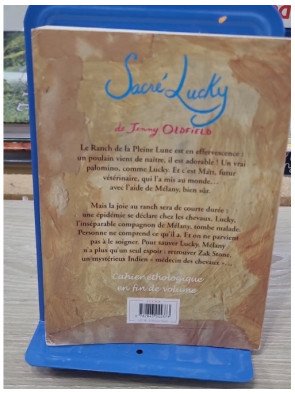 Sacré Lucky
de Jenny OLDFIELD
Le Ranch de la Pleine Lune est en effervescence :
un poulain vient de naître, il est adorable ! Un vrai
palomino, comme Lucky. Et c'est Matt, futur
vétérinaire, qui l'a mis au monde…
avec l'aide de Mélany, bien sûr.
Mais la joie au ranch sera de courte durée :
une épidémie se déclare chez les chevaux. Lucky,
l'inséparable compagnon de Mélany, tombe malade.
Personne ne comprend ce qu'il a. Et on ne parvient
pas à le soigner. Pour sauver Lucky, Mélany
n'a plus qu'un seul espoir : retrouver Zak Stone,
un mystérieux Indien « médecin des chevaux »…
Cahier éthologique
en fin de volume